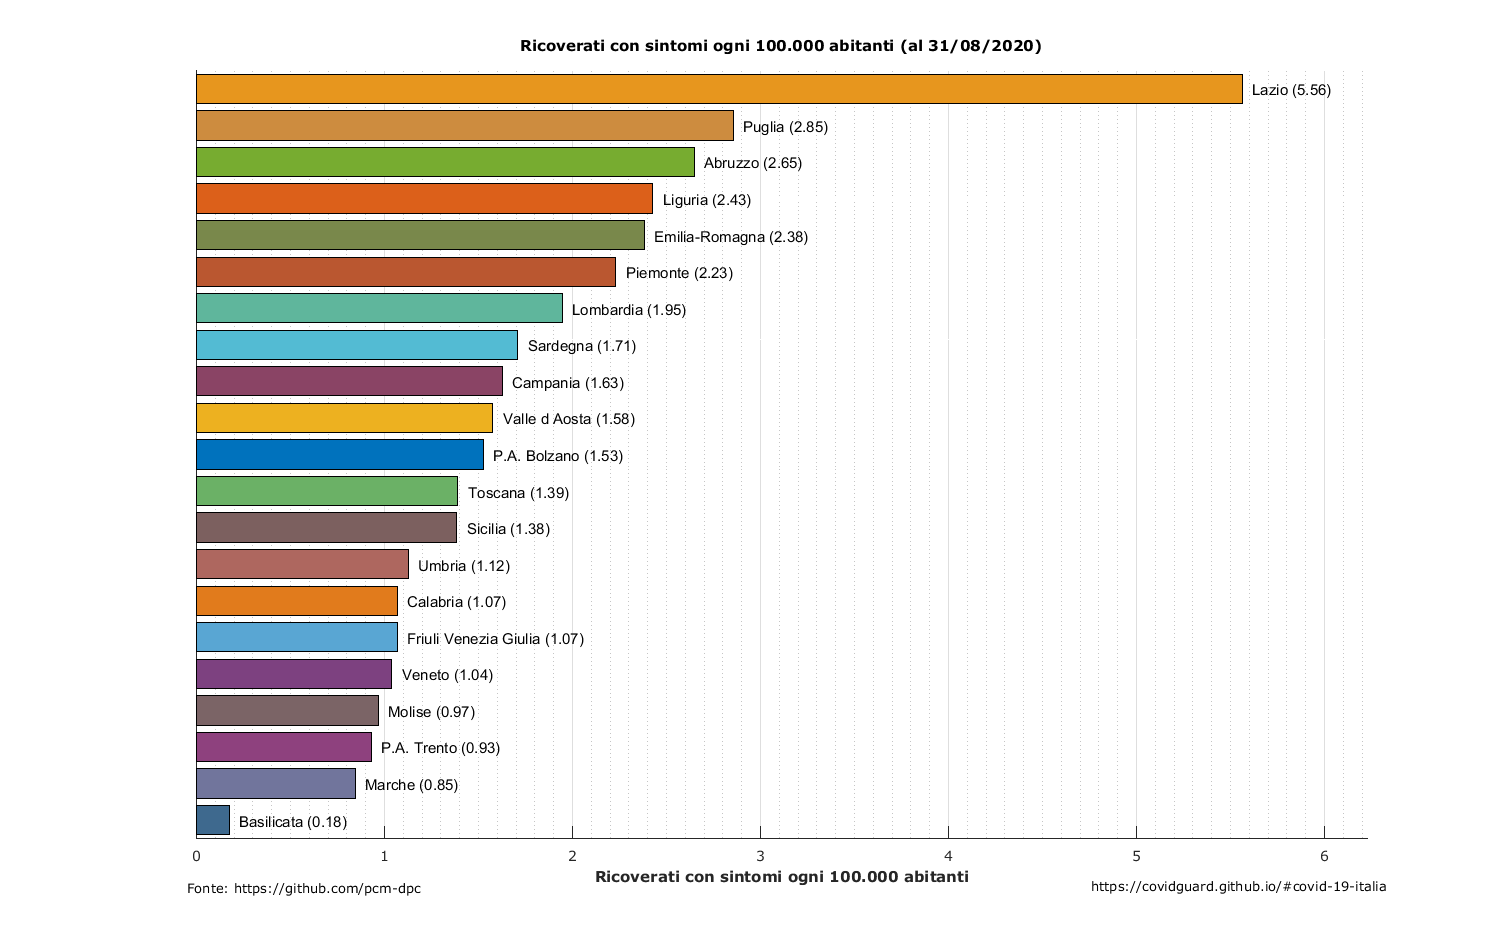 Ricoverati con sintomi ogni 100.000 abitanti (al 31/08/2020)
Lazio (5.56)
Puglia (2.85)
Abruzzo (2.65)
Liguria (2.43)
Emilia-Romagna (2.38)
Piemonte (2.23)
Lombardia (1.95)
Sardegna (1.71)
Campania (1.63)
Valle d Aosta (1.58)
P.A. Bolzano (1.53)
Toscana (1.39)
Sicilia (1.38)
Umbria (1.12)
Calabria (1.07)
Friuli Venezia Giulia (1.07)
Veneto (1.04)
Molise (0.97)
P.A. Trento (0.93)
Marche (0.85)
Basilicata (0.18)
0 1 2 3 4 5 6
Ricoverati con sintomi ogni 100.000 abitanti
Fonte: https://github.com/pcm-dpc
https://covidguard.github.io/#covid-19-italia